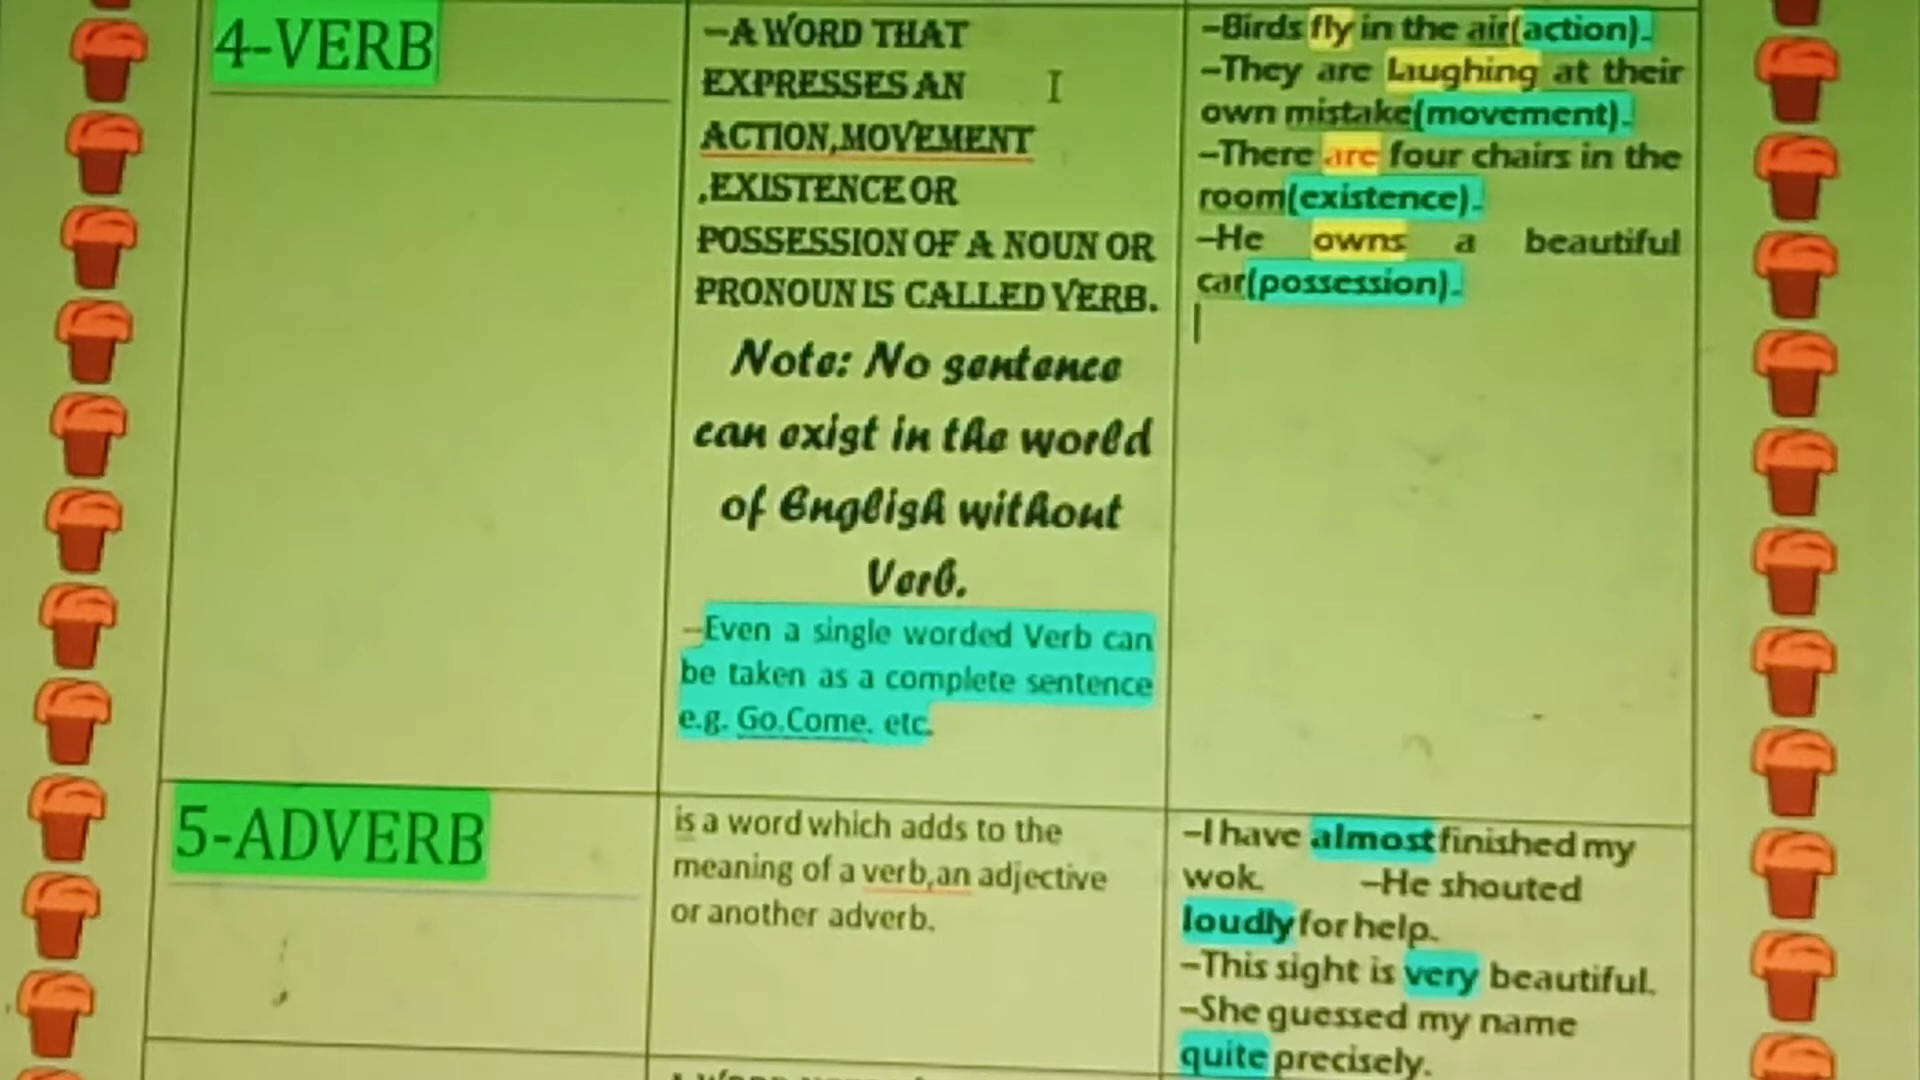 4-VERB
–A WORD THAT
EXPRESSES AN
ACTION,MOVEMENT
,EXISTENCE OR
POSSESSION OF A NOUN OR
PRONOUN IS CALLED VERB.
Note: No sentence
can exist in the world
of English without
Verb.
–Even a single worded Verb can
be taken as a complete sentence
e.g. Go.Come. etc.
–Birds fly in the air(action).
–They are laughing at their
own mistake(movement).
–There are four chairs in the
room(existence).
–He owns a beautiful
car(possession).
5-ADVERB
is a word which adds to the
meaning of a verb,an adjective
or another adverb.
–I have almost finished my
wok. –He shouted
loudly for help.
–This sight is very beautiful.
–She guessed my name
quite precisely.